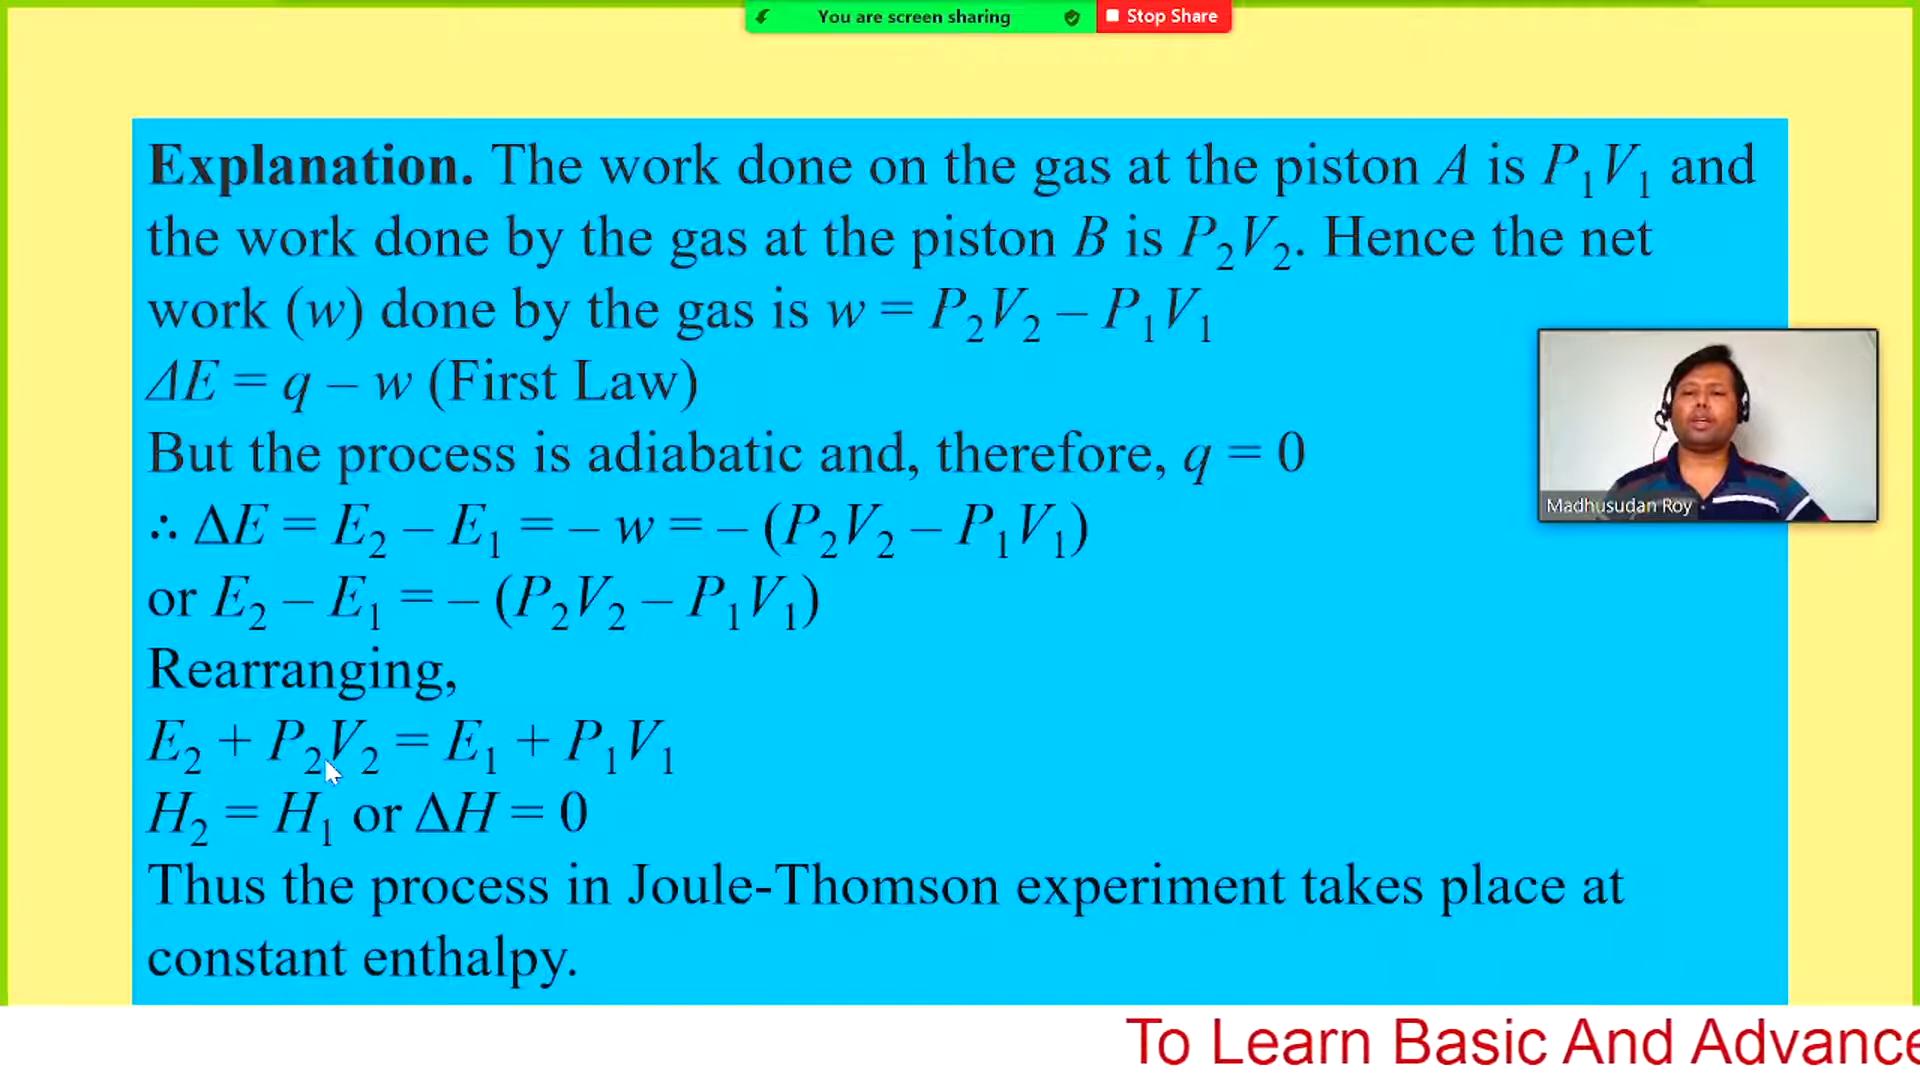 You are screen sharing
Stop Share
Explanation. The work done on the gas at the piston A is P₁V₁ and
the work done by the gas at the piston B is P₂V₂. Hence the net
work (w) done by the gas is w = P₂V₂ – P₁V₁
ΔE = q – w (First Law)
But the process is adiabatic and, therefore, q = 0
∴ ΔE = E₂ – E₁ = – w = – (P₂V₂ – P₁V₁)
or E₂ – E₁ = – (P₂V₂ – P₁V₁)
Rearranging,
E₂ + P₂V₂ = E₁ + P₁V₁
H₂ = H₁ or ΔH = 0
Thus the process in Joule-Thomson experiment takes place at
constant enthalpy.
Madhusudan Roy
To Learn Basic And Advance